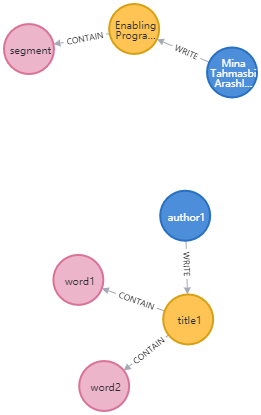 Enabling
Progra...
segment
CONTAIN
WRITE
Mina
Tahmasbi
Arashl...
author1
WRITE
word1
CONTAIN
title1
CONTAIN
word2